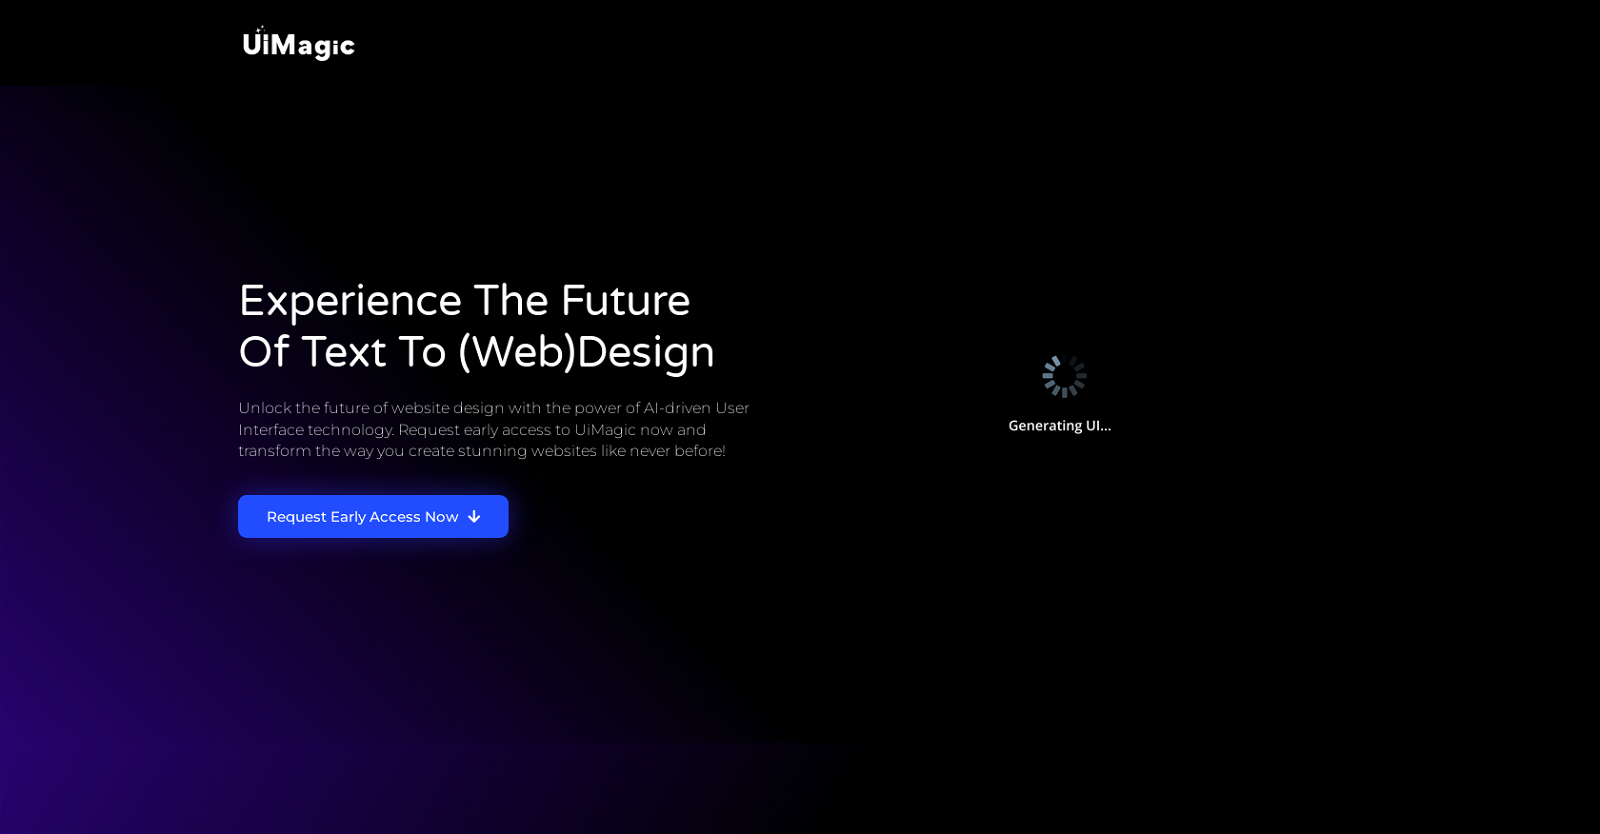 UiMagic
Experience The Future
Of Text To (Web)Design
Unlock the future of website design with the power of AI-driven User
Interface technology. Request early access to UiMagic now and
transform the way you create stunning websites like never before!
Request Early Access Now
Generating UI...